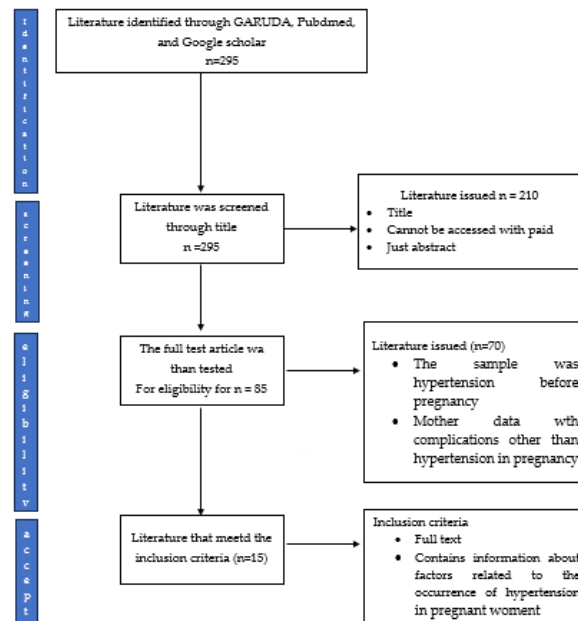 Identification
Literature identified through GARUDA, Pubdmed,
and Google scholar
n=295
screening
Literature was screened
through title
n =295
Literature issued n = 210
• Title
• Cannot be accessed with paid
• Just abstract
eligibility
The full test article wa
than tested
For eligibility for n = 85
Literature issued (n=70)
• The sample was
hypertension before
pregnancy
• Mother data wth
complications other than
hypertension in pregnancy
accept
Literature that meetd the
inclusion criteria (n=15)
Inclusion criteria
• Full text
• Contains information about
factors related to the
occurrence of hypertension
in pregnant woment